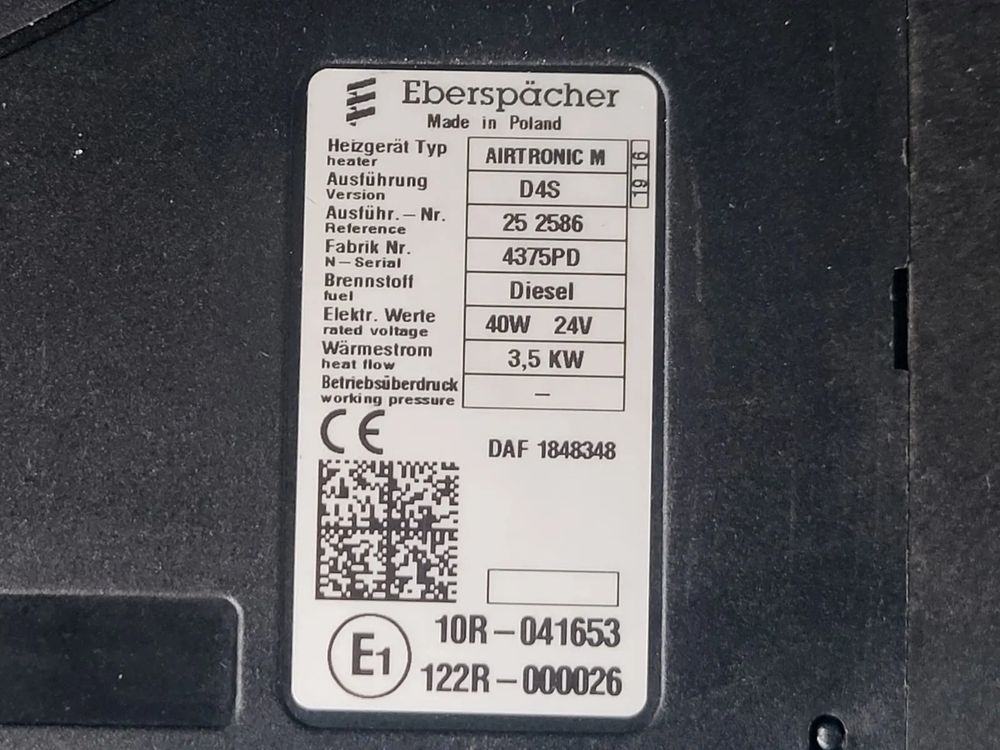 Eberspächer
Made in Poland
Heizgerät Typ AIRTRONIC M
heater
19 16
Ausführung D4S
Version
Ausführ.-Nr. 25 2586
Reference
Fabrik Nr. 4375PD
N-Serial
Brennstoff Diesel
fuel
Elektr. Werte 40W 24V
rated voltage
Wärmestrom 3,5 KW
heat flow
Betriebsüberdruck –
working pressure
CE
DAF 1848348
E1
10R-041653
122R-000026